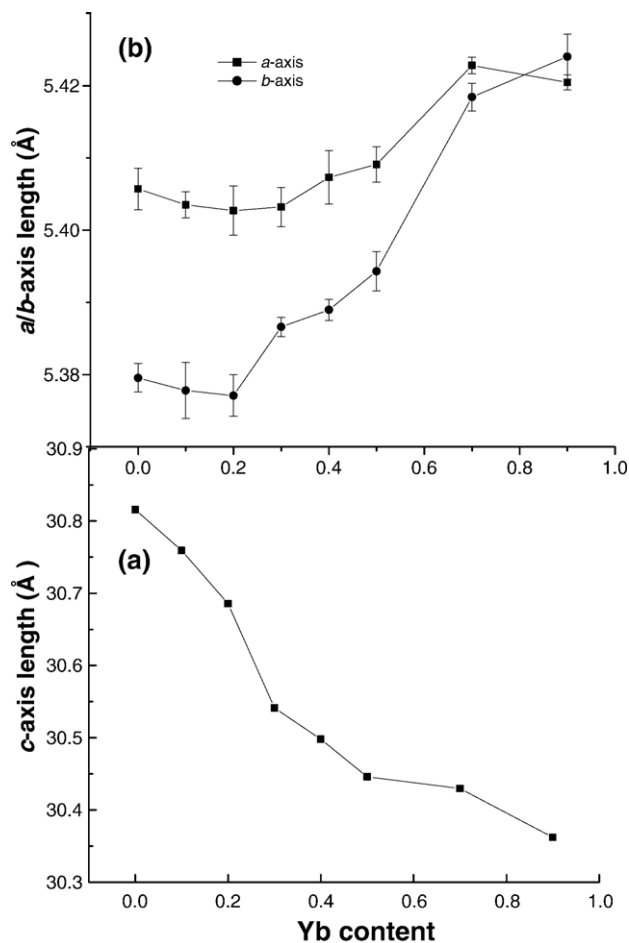 (b)
a-axis
b-axis
a/b-axis length (Å)
5.42
5.40
5.38
0.0 0.2 0.4 0.6 0.8 1.0
(a)
c-axis length (Å)
30.9
30.8
30.7
30.6
30.5
30.4
30.3
0.0 0.2 0.4 0.6 0.8 1.0
Yb content